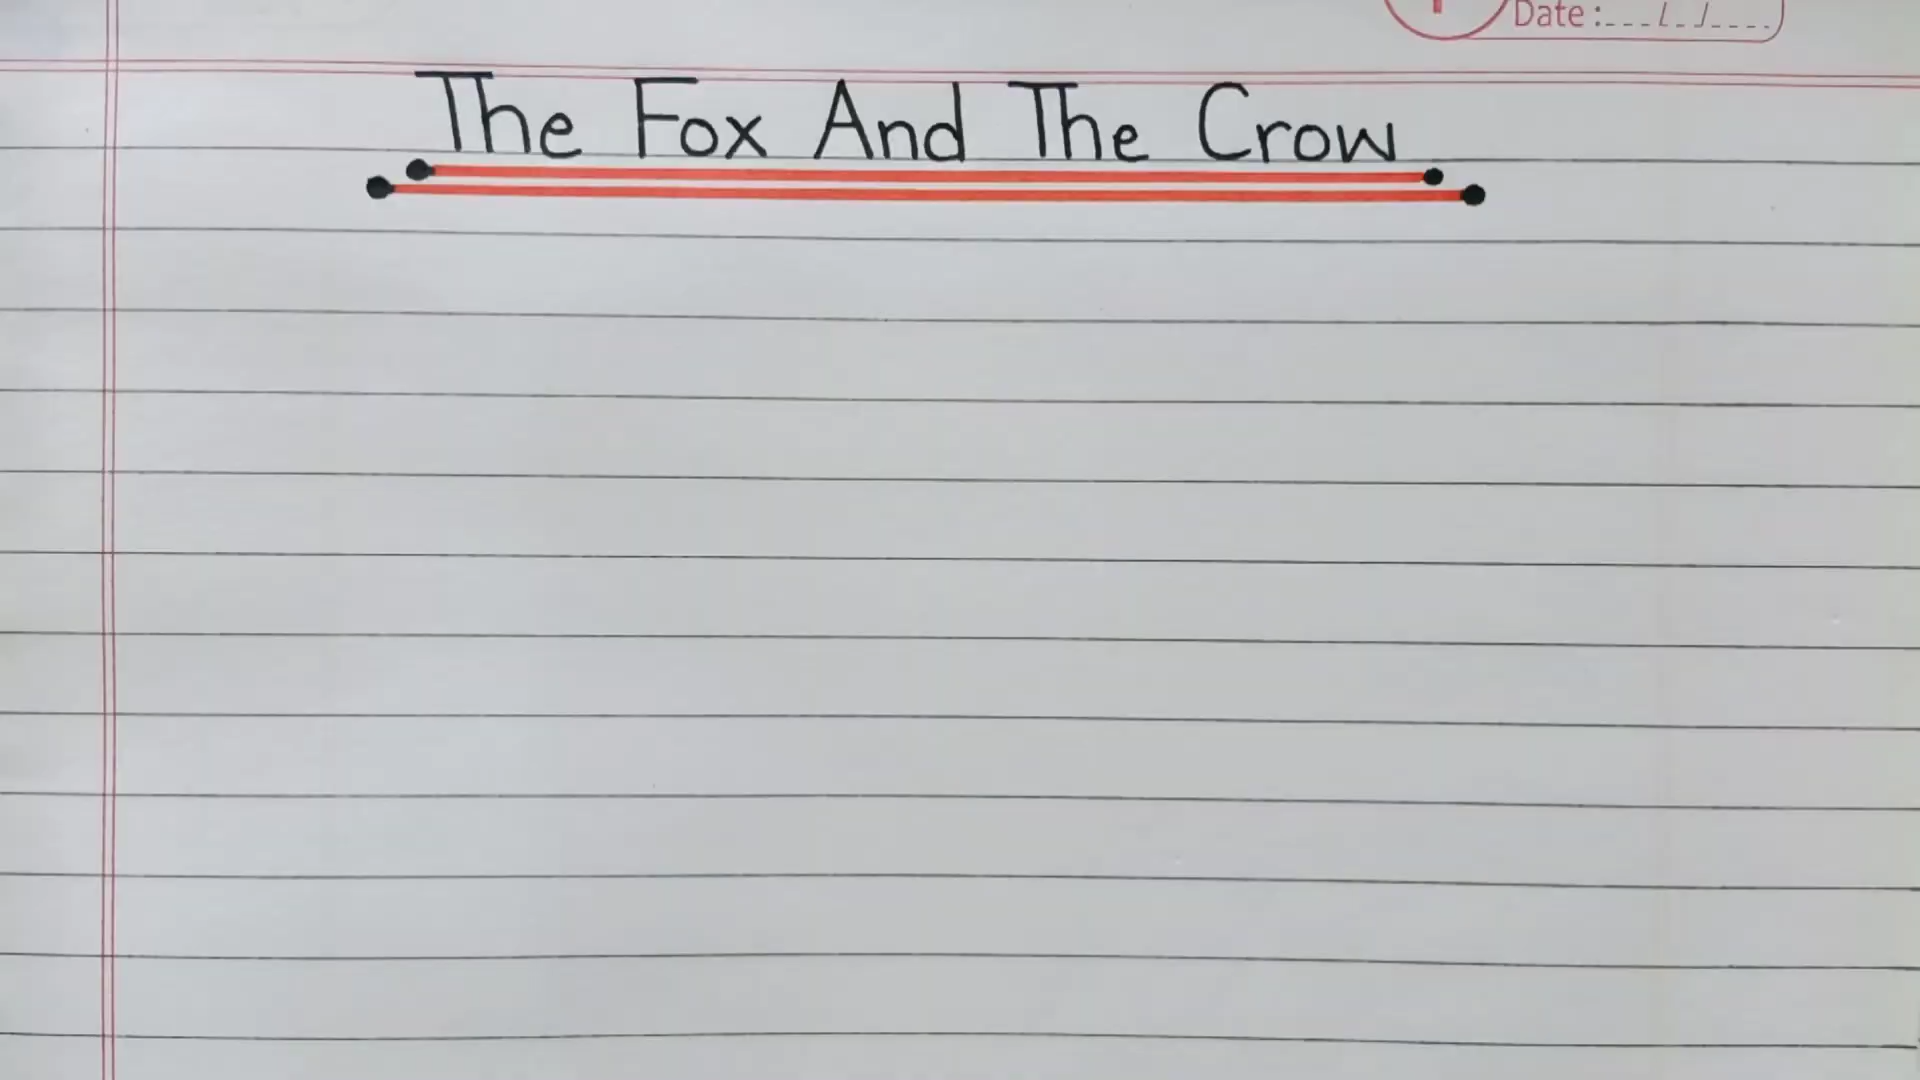 Date :
The Fox And The Crow